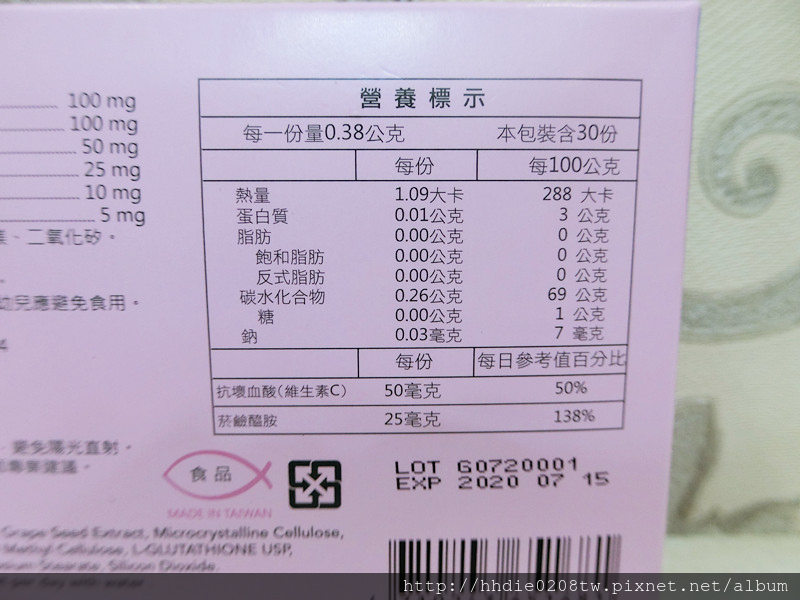 100 mg
100 mg
50 mg
25 mg
10 mg
5 mg
、二氧化矽。
幼兒應避免食用。
4
避免陽光直射。
營養標示
每一份量0.38公克 本包裝含30份
每份 每100公克
熱量 1.09大卡 288 大卡
蛋白質 0.01公克 3 公克
脂肪 0.00公克 0 公克
飽和脂肪 0.00公克 0 公克
反式脂肪 0.00公克 0 公克
碳水化合物 0.26公克 69 公克
糖 0.00公克 1 公克
鈉 0.03毫克 7 毫克
每份 每日參考值百分比
抗壞血酸(維生素C) 50毫克 50%
菸鹼醯胺 25毫克 138%
食品
MADE IN TAIWAN
LOT G0720001
EXP 2020 07 15
Grape Seed Extract, Microcrystalline Cellulose,
Methyl Cellulose, L-GLUTATHIONE USP,
Stearate, Silicon Dioxide.
per day with water.
http://hhdie0208tw.pixnet.net/album